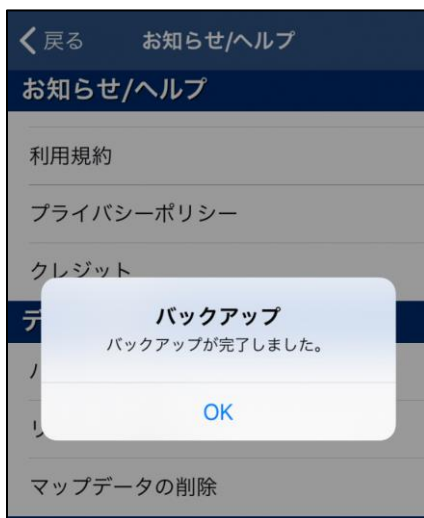 戻る お知らせ/ヘルプ
お知らせ/ヘルプ
利用規約
プライバシーポリシー
クレジット
デ
バックアップ
バックアップが完了しました。
OK
マップデータの削除